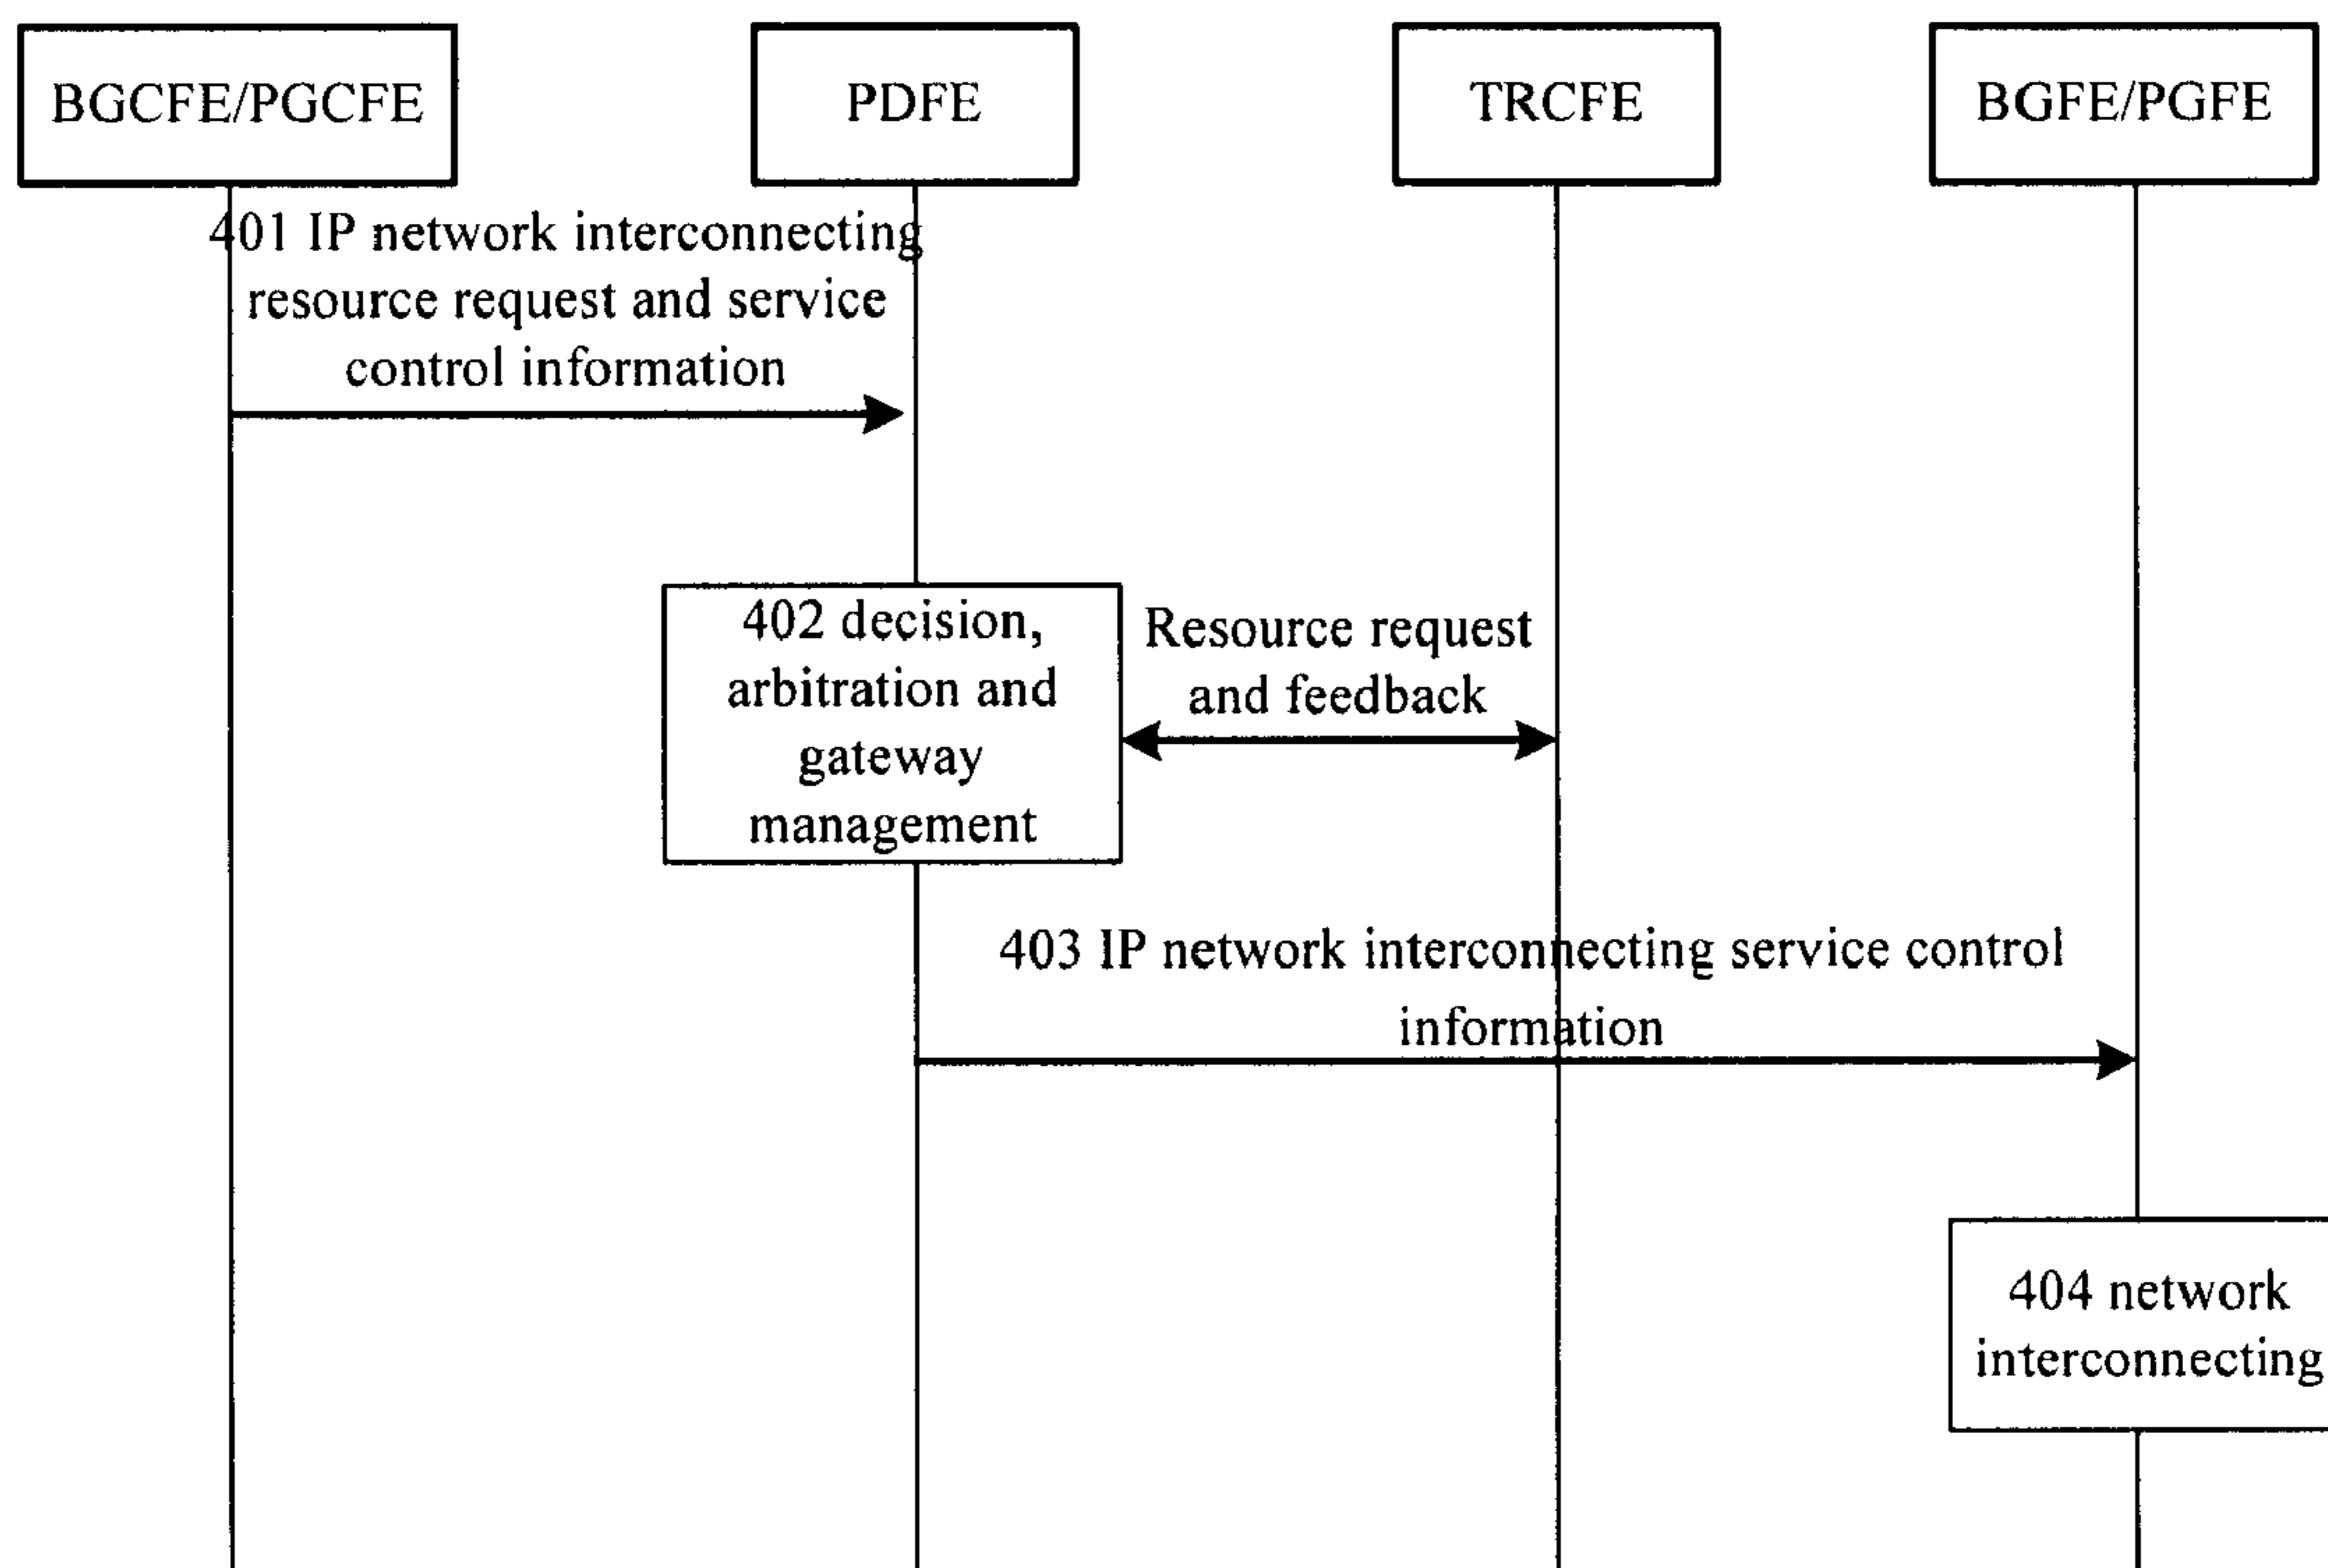 BGCFE/PGCFE
PDFE
TRCFE
BGFE/PGFE
401 IP network interconnecting
resource request and service
control information
402 decision,
arbitration and
gateway
management
Resource request
and feedback
403 IP network interconnecting service control
information
404 network
interconnecting